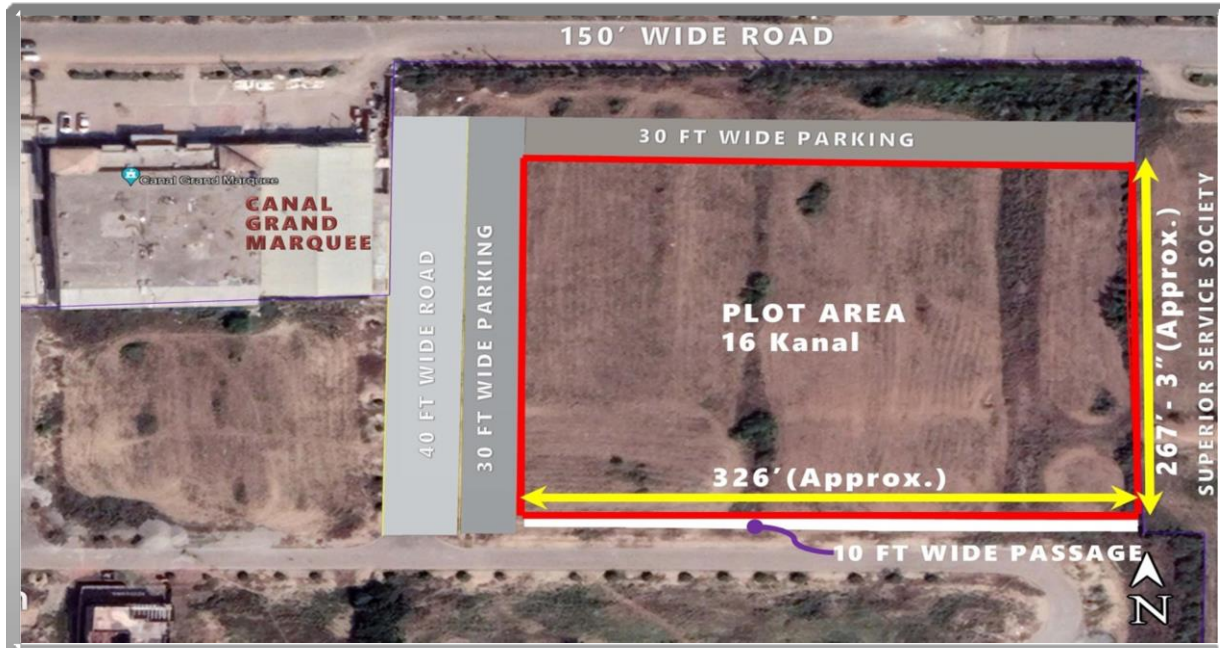 150' WIDE ROAD
30 FT WIDE PARKING
Canal Grand Marquee
CANAL
GRAND
MARQUEE
40 FT WIDE ROAD
30 FT WIDE PARKING
PLOT AREA
16 Kanal
267'- 3"(Approx.)
SUPERIOR SERVICE SOCIETY
326'(Approx.)
10 FT WIDE PASSAGE
N